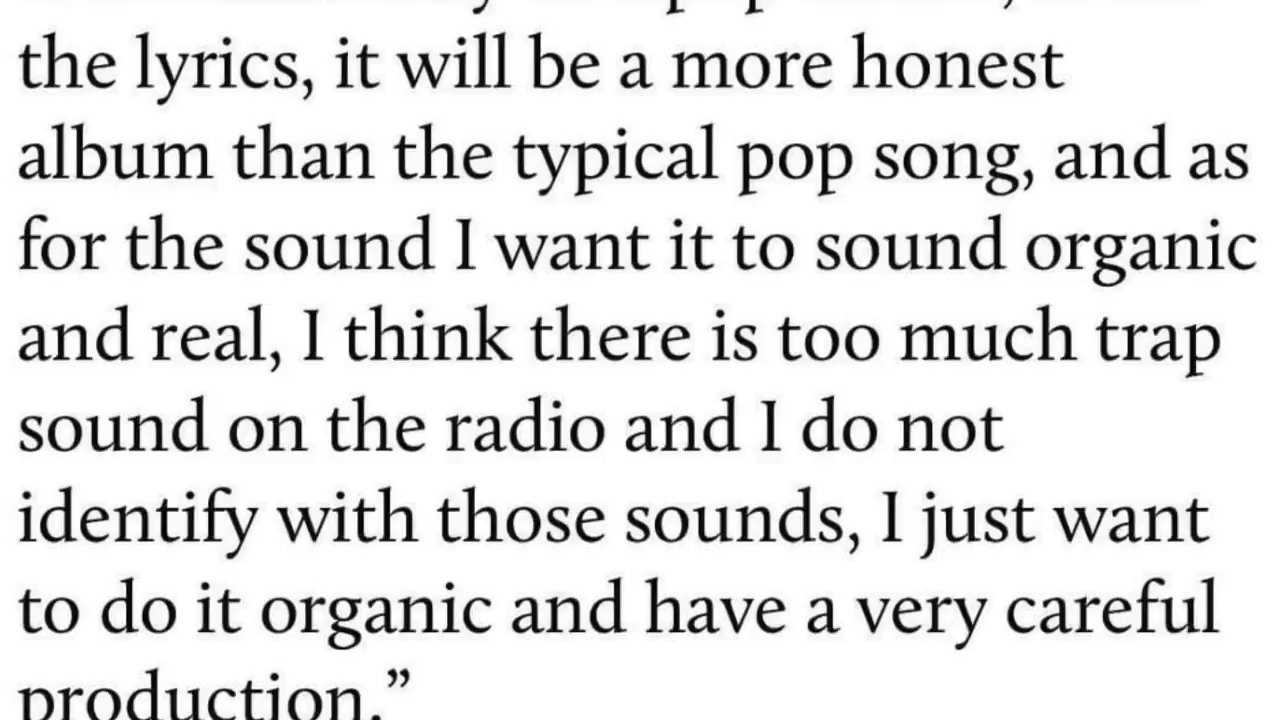 the lyrics, it will be a more honest
album than the typical pop song, and as
for the sound I want it to sound organic
and real, I think there is too much trap
sound on the radio and I do not
identify with those sounds, I just want
to do it organic and have a very careful
production.”